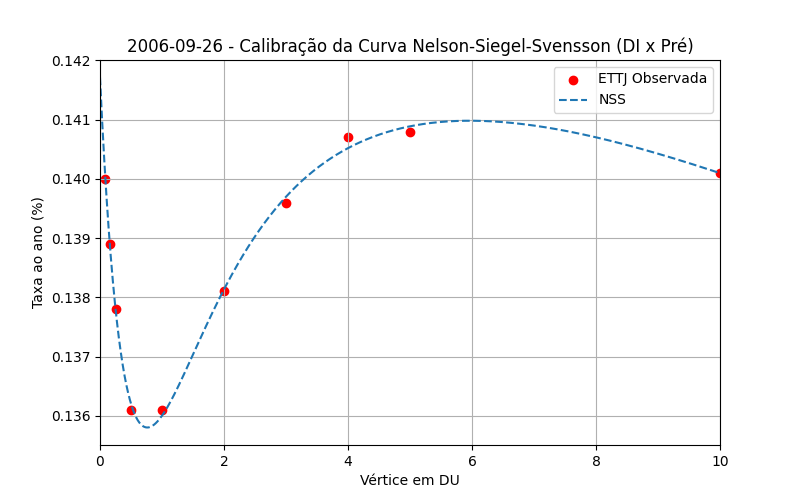 2006-09-26 - Calibração da Curva Nelson-Siegel-Svensson (DI x Pré)
ETTJ Observada
NSS
Taxa ao ano (%)
0.142
0.141
0.140
0.139
0.138
0.137
0.136
0 2 4 6 8 10
Vértice em DU